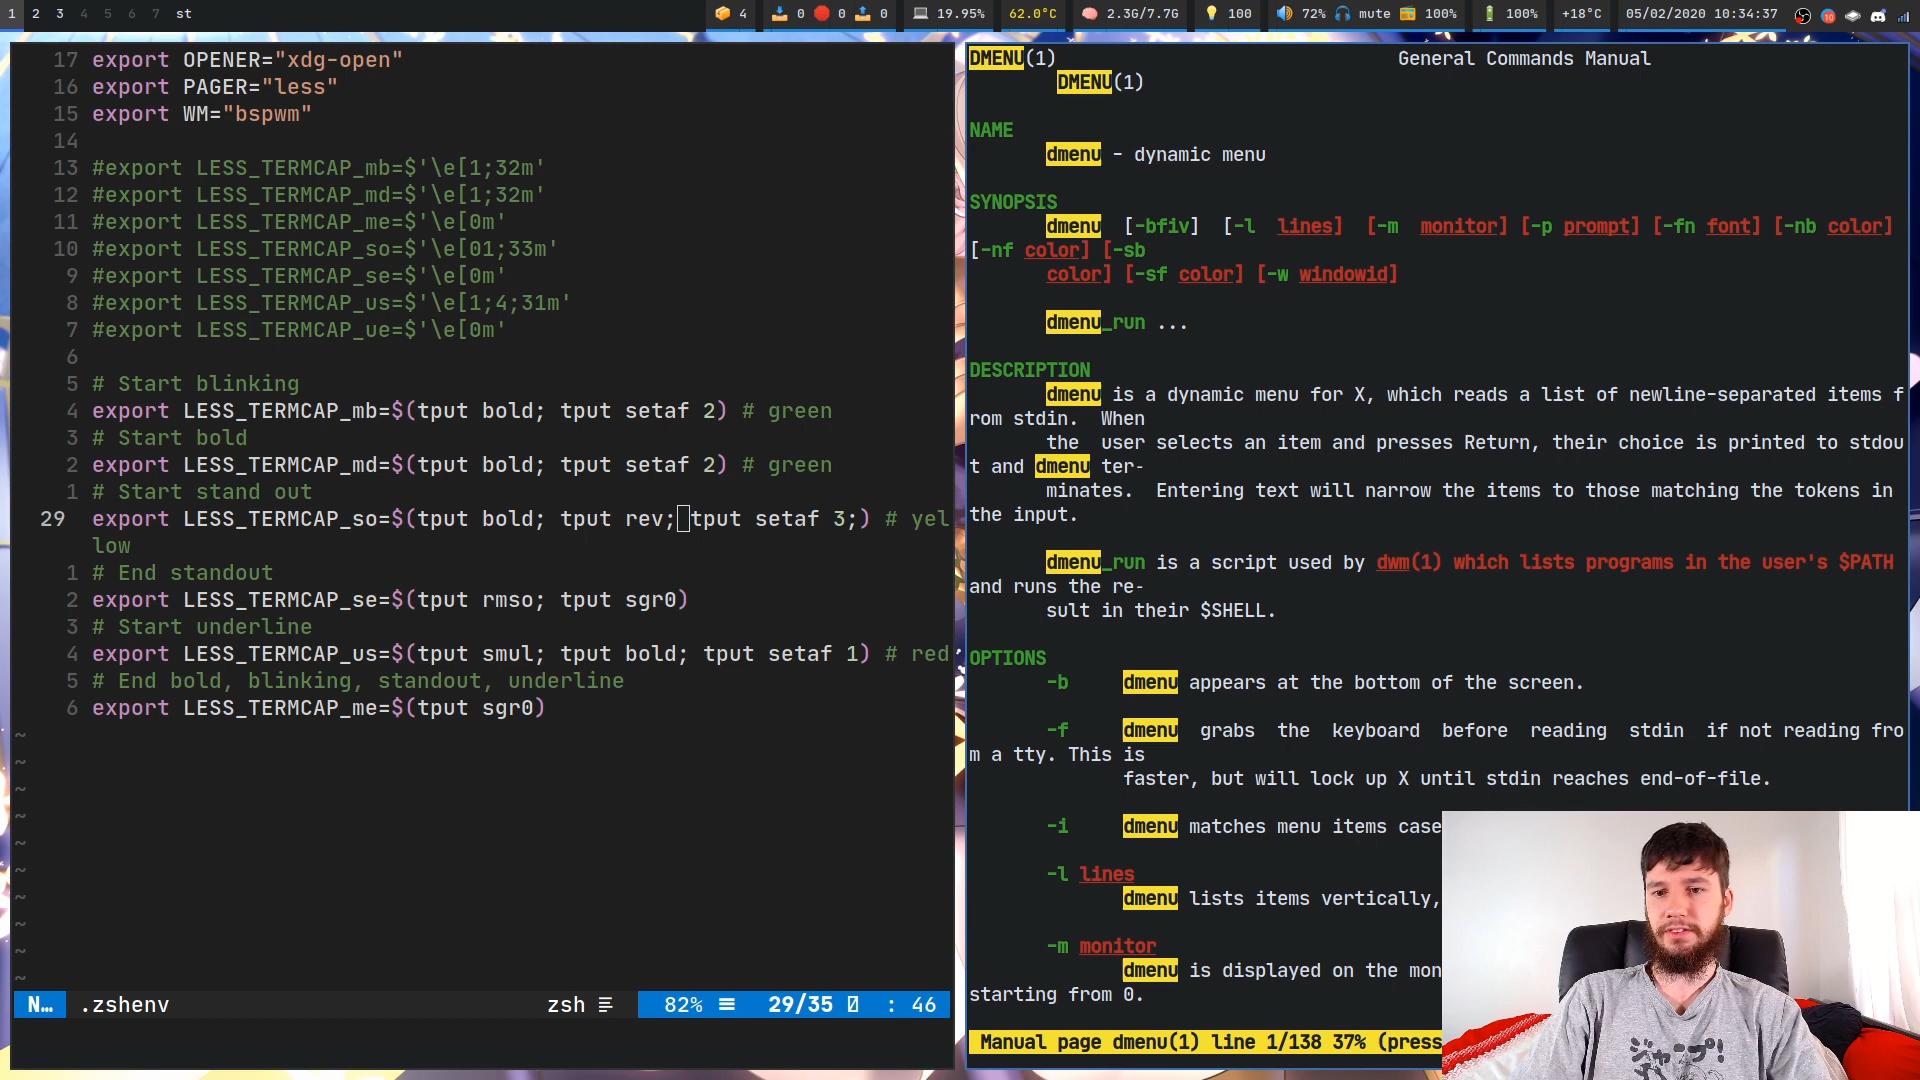 1 2 3 4 5 6 7 st
4 0 0 0 19.95% 62.0°C 2.3G/7.7G 100 72% mute 100% 100% +18°C 05/02/2020 10:34:37
17 export OPENER="xdg-open"
16 export PAGER="less"
15 export WM="bspwm"
14
13 #export LESS_TERMCAP_mb=$'\e[1;32m'
12 #export LESS_TERMCAP_md=$'\e[1;32m'
11 #export LESS_TERMCAP_me=$'\e[0m'
10 #export LESS_TERMCAP_so=$'\e[01;33m'
9 #export LESS_TERMCAP_se=$'\e[0m'
8 #export LESS_TERMCAP_us=$'\e[1;4;31m'
7 #export LESS_TERMCAP_ue=$'\e[0m'
6
5 # Start blinking
4 export LESS_TERMCAP_mb=$(tput bold; tput setaf 2) # green
3 # Start bold
2 export LESS_TERMCAP_md=$(tput bold; tput setaf 2) # green
1 # Start stand out
29 export LESS_TERMCAP_so=$(tput bold; tput rev; tput setaf 3;) # yel
low
1 # End standout
2 export LESS_TERMCAP_se=$(tput rmso; tput sgr0)
3 # Start underline
4 export LESS_TERMCAP_us=$(tput smul; tput bold; tput setaf 1) # red
5 # End bold, blinking, standout, underline
6 export LESS_TERMCAP_me=$(tput sgr0)
~
~
~
~
~
~
~
~
~
~
N… .zshenv zsh 82% 29/35 : 46
DMENU(1) General Commands Manual
DMENU(1)
NAME
dmenu - dynamic menu
SYNOPSIS
dmenu [-bfiv] [-l lines] [-m monitor] [-p prompt] [-fn font] [-nb color]
[-nf color] [-sb
color] [-sf color] [-w windowid]
dmenu_run ...
DESCRIPTION
dmenu is a dynamic menu for X, which reads a list of newline-separated items f
rom stdin. When
the user selects an item and presses Return, their choice is printed to stdou
t and dmenu ter-
minates. Entering text will narrow the items to those matching the tokens in
the input.
dmenu_run is a script used by dwm(1) which lists programs in the user's $PATH
and runs the re-
sult in their $SHELL.
OPTIONS
-b dmenu appears at the bottom of the screen.
-f dmenu grabs the keyboard before reading stdin if not reading fro
m a tty. This is
faster, but will lock up X until stdin reaches end-of-file.
-i dmenu matches menu items case
-l lines
dmenu lists items vertically,
-m monitor
dmenu is displayed on the mon
starting from 0.
Manual page dmenu(1) line 1/138 37% (press
ジャンプ!